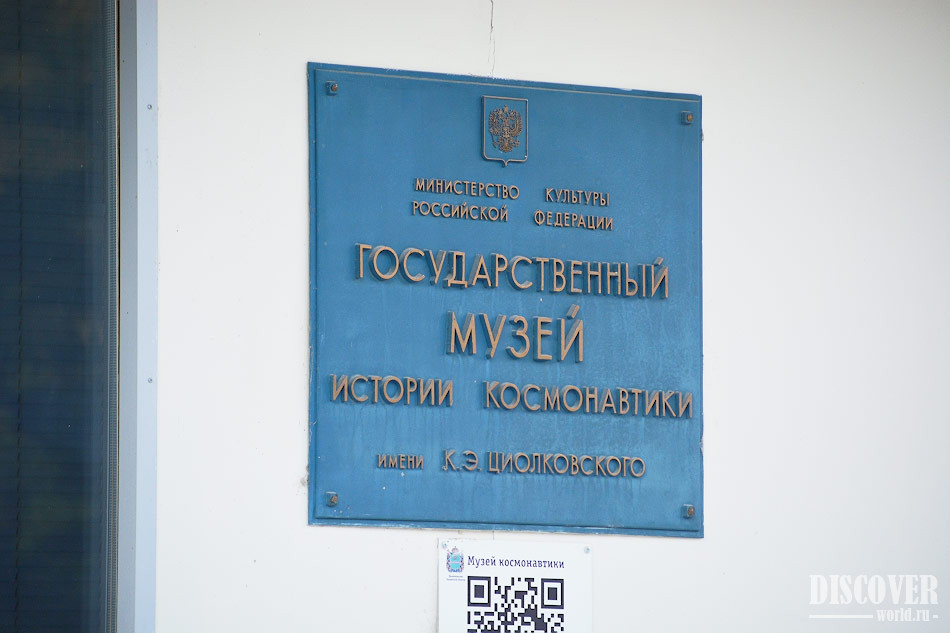 МИНИСТЕРСТВО КУЛЬТУРЫ
РОССИЙСКОЙ ФЕДЕРАЦИИ
ГОСУДАРСТВЕННЫЙ
МУЗЕЙ
ИСТОРИИ КОСМОНАВТИКИ
ИМЕНИ К.Э. ЦИОЛКОВСКОГО
Музей космонавтики
DISCOVER
world.ru